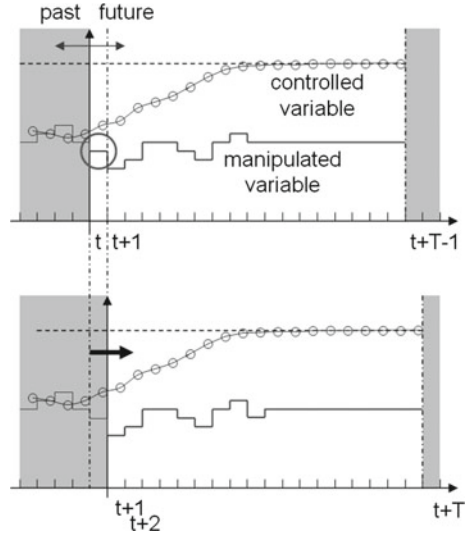 past future
controlled
variable
manipulated
variable
t t+1 t+T-1
t+1 t+T
t+2